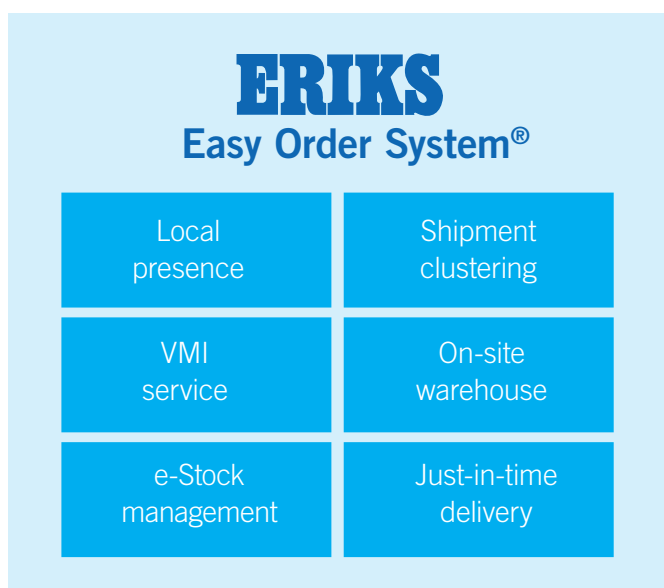 ERIKS
Easy Order System®
Local
presence
Shipment
clustering
VMI
service
On-site
warehouse
e-Stock
management
Just-in-time
delivery